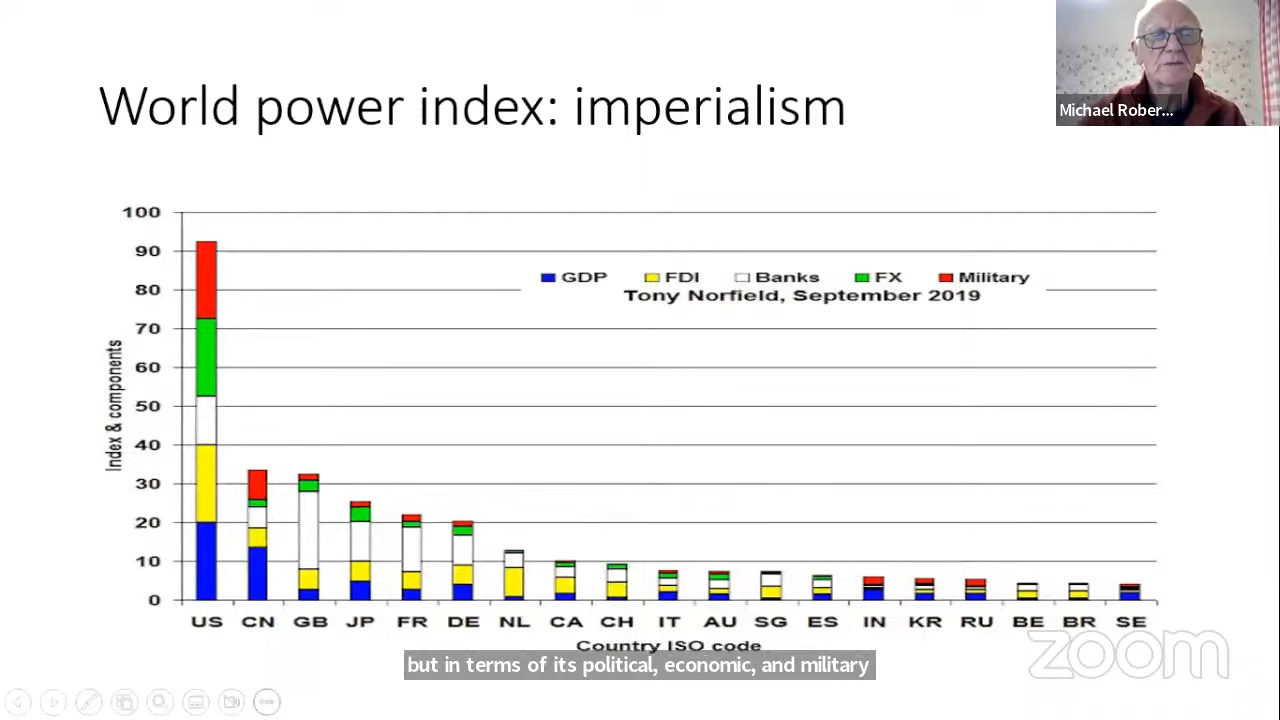 World power index: imperialism
Michael Rober...
100
90
80
70
60
50
40
30
20
10
0
Index & components
GDP FDI Banks FX Military
Tony Norfield, September 2019
US CN GB JP FR DE NL CA CH IT AU SG ES IN KR RU BE BR SE
Country ISO code
but in terms of its political, economic, and military
zoom